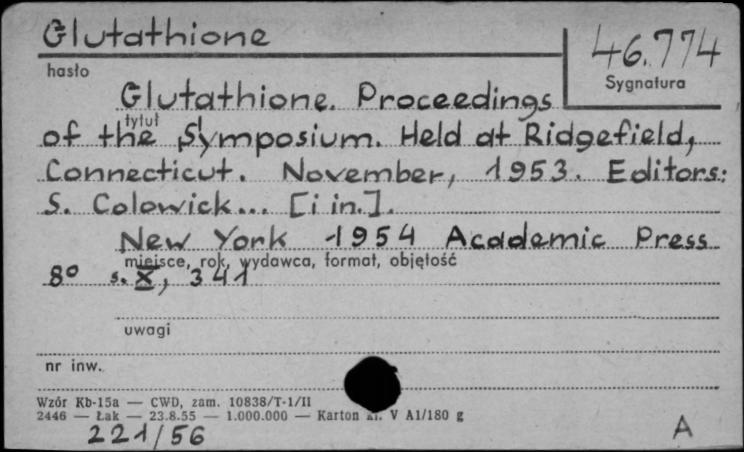 Glutathione
46.774
hasło
Sygnatura
Glutathione. Proceedings
tytuł
of the Symposium. Held at Ridgefield,
Connecticut. November, 1953. Editors:
S. Colowick... [i in.].
New York 1954 Academic Press
miejsce, rok, wydawca, format, objętość
8° s. X, 341
uwagi
nr inw.
Wzór Kb-15a — CWD, zam. 10838/T-1/II
2446 — Łak — 23.8.55 — 1.000.000 — Karton kl. V A1/180 g
221/56
A